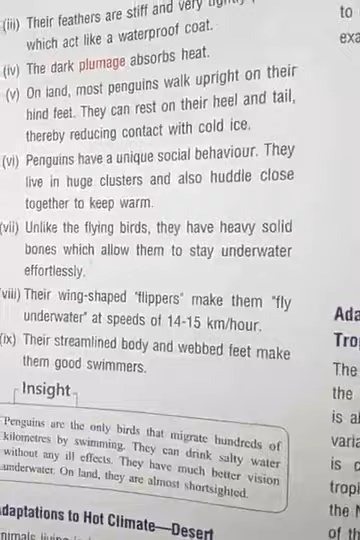 (iii) Their feathers are stiff and very
which act like a waterproof coat.
(iv) The dark plumage absorbs heat.
(v) On land, most penguins walk upright on their
hind feet. They can rest on their heel and tail,
thereby reducing contact with cold ice.
(vi) Penguins have a unique social behaviour. They
live in huge clusters and also huddle close
together to keep warm.
(vii) Unlike the flying birds, they have heavy solid
bones which allow them to stay underwater
effortlessly.
viii) Their wing-shaped "flippers" make them "fly
underwater" at speeds of 14-15 km/hour.
(ix) Their streamlined body and webbed feet make
them good swimmers.
Insight
Penguins are the only birds that migrate hundreds of
kilometres by swimming. They can drink salty water
without any ill effects. They have much better vision
underwater. On land, they are almost shortsighted.
daptations to Hot Climate—Desert
nimals living in
to
exa
Ada
Tro
The
the
is a
varia
is c
tropi
the
of th